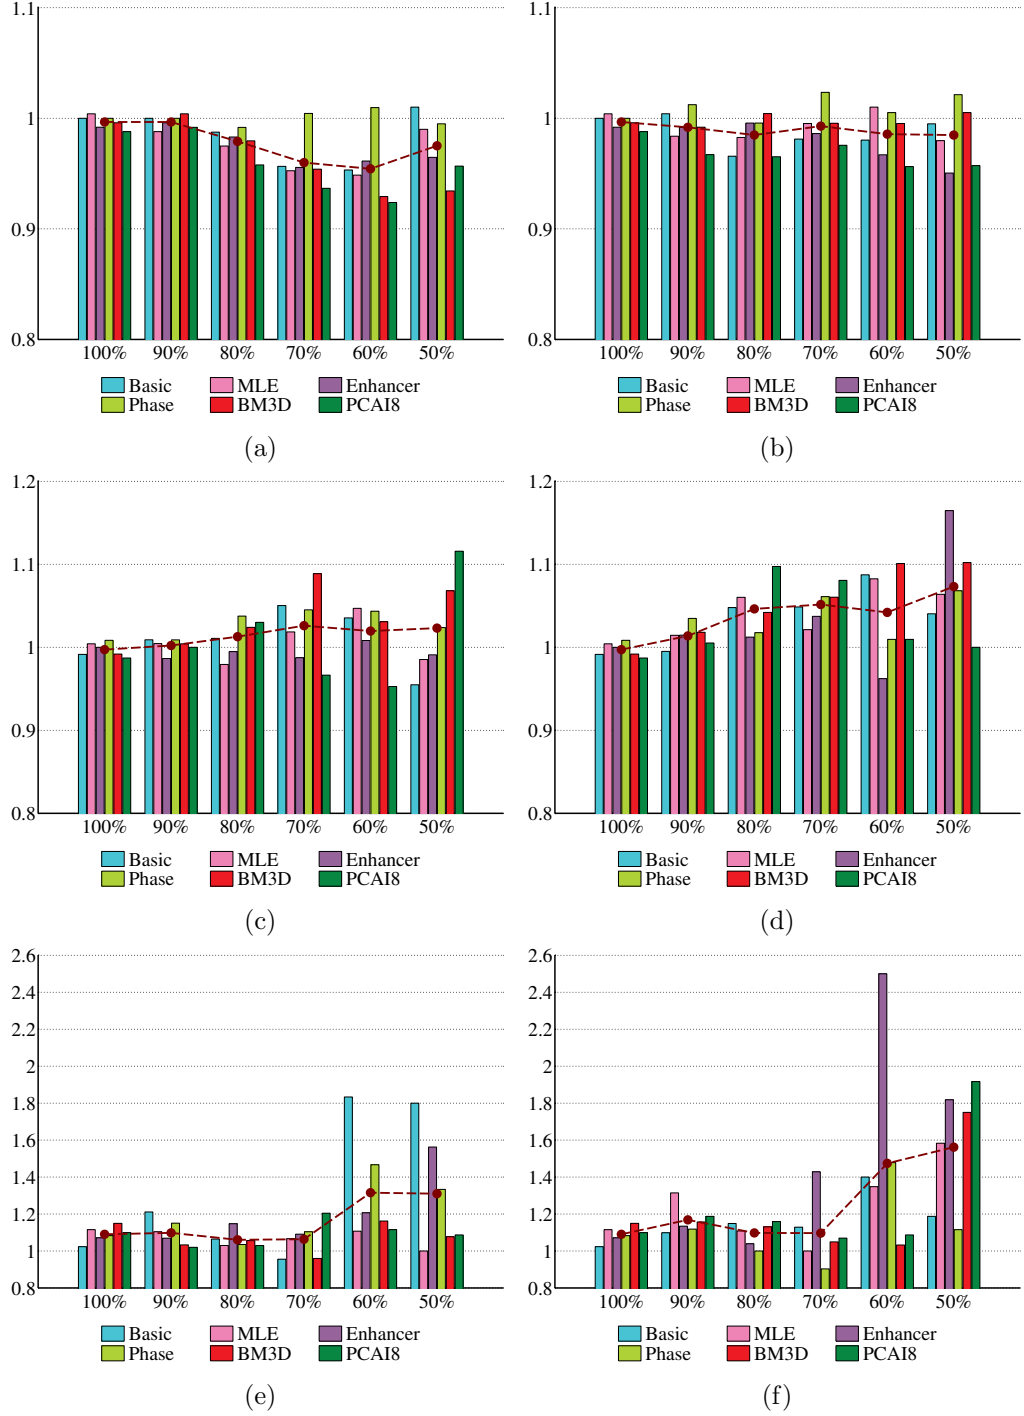 1.1
1
0.9
0.8
100% 90% 80% 70% 60% 50%
Basic MLE Enhancer
Phase BM3D PCAI8
(a)
1.1
1
0.9
0.8
100% 90% 80% 70% 60% 50%
Basic MLE Enhancer
Phase BM3D PCAI8
(b)
1.2
1.1
1
0.9
0.8
100% 90% 80% 70% 60% 50%
Basic MLE Enhancer
Phase BM3D PCAI8
(c)
1.2
1.1
1
0.9
0.8
100% 90% 80% 70% 60% 50%
Basic MLE Enhancer
Phase BM3D PCAI8
(d)
2.6
2.4
2.2
2
1.8
1.6
1.4
1.2
1
0.8
100% 90% 80% 70% 60% 50%
Basic MLE Enhancer
Phase BM3D PCAI8
(e)
2.6
2.4
2.2
2
1.8
1.6
1.4
1.2
1
0.8
100% 90% 80% 70% 60% 50%
Basic MLE Enhancer
Phase BM3D PCAI8
(f)